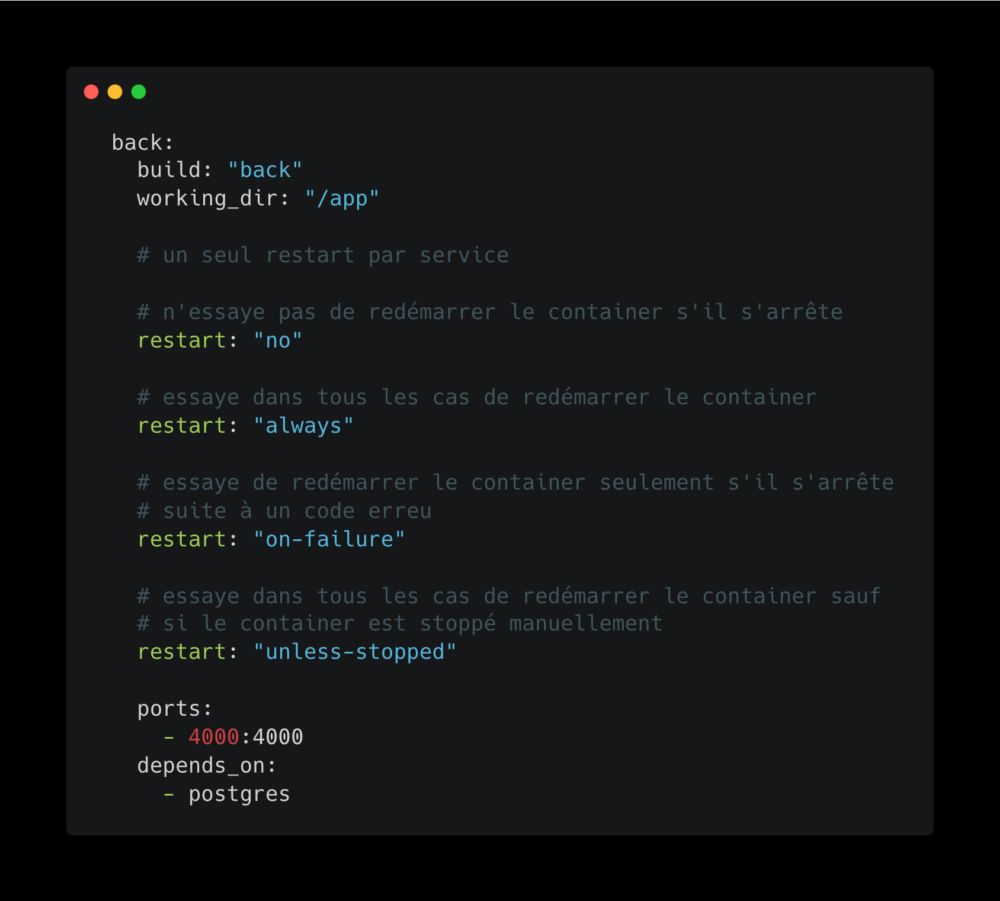 back:
  build: "back"
  working_dir: "/app"
  # un seul restart par service
  # n'essaye pas de redémarrer le container s'il s'arrête
  restart: "no"
  # essaye dans tous les cas de redémarrer le container
  restart: "always"
  # essaye de redémarrer le container seulement s'il s'arrête
  # suite à un code erreu
  restart: "on-failure"
  # essaye dans tous les cas de redémarrer le container sauf
  # si le container est stoppé manuellement
  restart: "unless-stopped"
  ports:
    - 4000:4000
  depends_on:
    - postgres